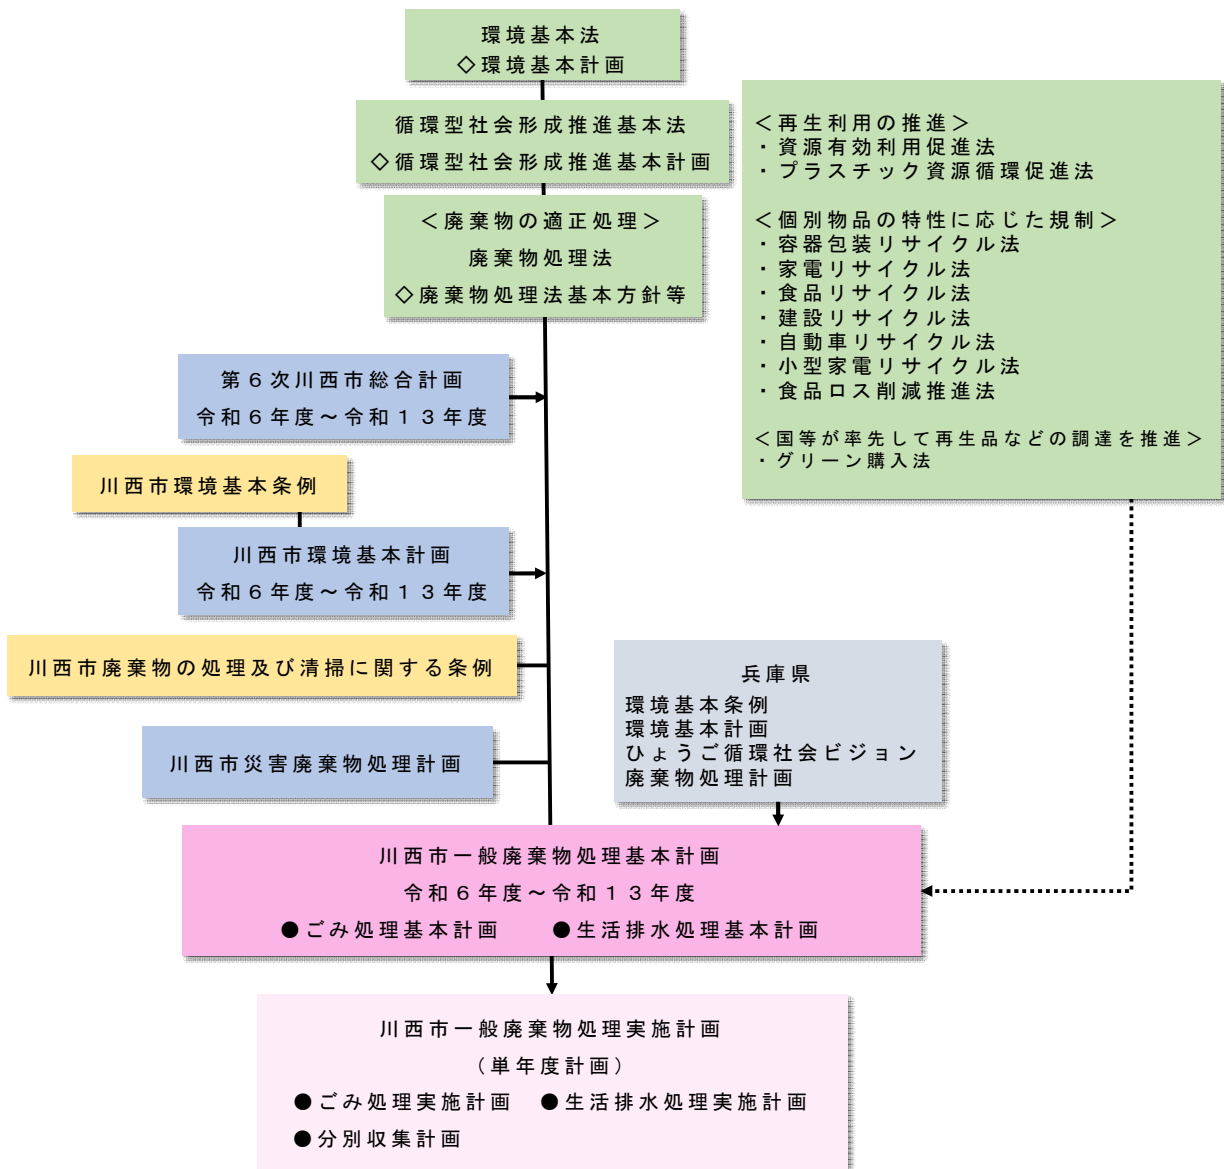 環境基本法
◇環境基本計画
循環型社会形成推進基本法
◇循環型社会形成推進基本計画
＜廃棄物の適正処理＞
廃棄物処理法
◇廃棄物処理法基本方針等
＜再生利用の推進＞
・資源有効利用促進法
・プラスチック資源循環促進法
＜個別物品の特性に応じた規制＞
・容器包装リサイクル法
・家電リサイクル法
・食品リサイクル法
・建設リサイクル法
・自動車リサイクル法
・小型家電リサイクル法
・食品ロス削減推進法
＜国等が率先して再生品などの調達を推進＞
・グリーン購入法
第６次川西市総合計画
令和６年度～令和１３年度
川西市環境基本条例
川西市環境基本計画
令和６年度～令和１３年度
川西市廃棄物の処理及び清掃に関する条例
川西市災害廃棄物処理計画
兵庫県
環境基本条例
環境基本計画
ひょうご循環社会ビジョン
廃棄物処理計画
川西市一般廃棄物処理基本計画
令和６年度～令和１３年度
●ごみ処理基本計画　●生活排水処理基本計画
川西市一般廃棄物処理実施計画
（単年度計画）
●ごみ処理実施計画　●生活排水処理実施計画
●分別収集計画